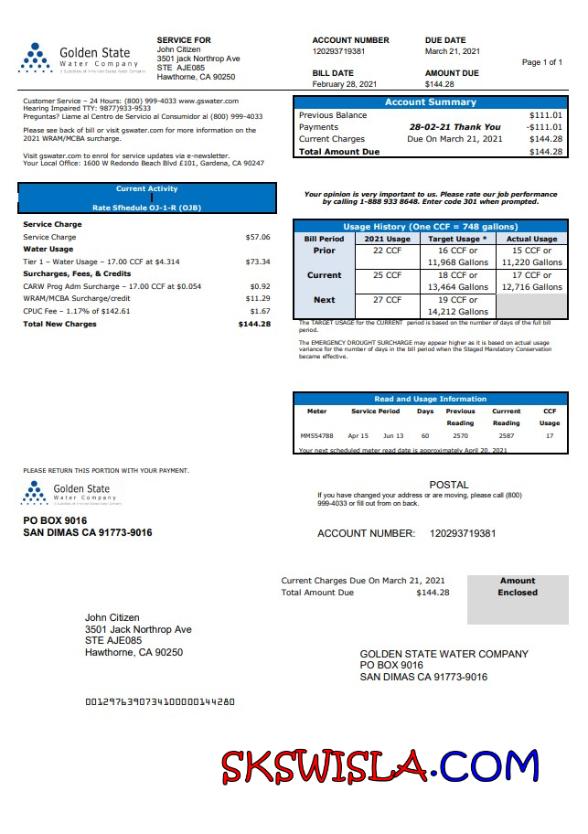 Golden State
Water Company
SERVICE FOR
John Citizen
3501 jack Northrop Ave
STE  AJE085
Hawthorne, CA 90250
ACCOUNT NUMBER
120293719381
BILL DATE
February 28, 2021
DUE DATE
March 21, 2021
AMOUNT DUE
$144.28
Page 1 of 1
Customer Service – 24 Hours: (800) 999-4033 www.gswater.com
Hearing Impaired TTY: 9877)933-9533
Preguntas? Liame al Centro de Servicio al Consumidor al (800) 999-4033
Please see back of bill or visit gswater.com for more information on the
2021 WRAM/MCBA surcharge.
Visit gswater.com to enrol for service updates via e-newsletter.
Your Local Office: 1600 W Redondo Beach Blvd £101, Gardena, CA 90247
Account Summary
Previous Balance $111.01
Payments 28-02-21 Thank You -$111.01
Current Charges Due On March 21, 2021 $144.28
Total Amount Due $144.28
Current Activity
Rate Sfhedule OJ-1-R (OJB)
Service Charge
Service Charge $57.06
Water Usage
Tier 1 – Water Usage – 17.00 CCF at $4.314 $73.34
Surcharges, Fees, & Credits
CARW Prog Adm Surcharge – 17.00 CCF at $0.054 $0.92
WRAM/MCBA Surcharge/credit $11.29
CPUC Fee – 1.17% of $142.61 $1.67
Total New Charges $144.28
Your opinion is very important to us. Please rate our job performance
by calling 1-888 933 8648. Enter code 301 when prompted.
Usage History (One CCF = 748 gallons)
Bill Period 2021 Usage Target Usage * Actual Usage
Prior 22 CCF 16 CCF or 15 CCF or
11,968 Gallons 11,220 Gallons
Current 25 CCF 18 CCF or 17 CCF or
13,464 Gallons 12,716 Gallons
Next 27 CCF 19 CCF or
14,212 Gallons
The TARGET USAGE for the CURRENT  period is based on the number of days of the full bill
period.
The EMERGENCY DROUGHT SURCHARGE may appear higher as it is based on actual usage
variance for the number of days in the bill period when the Staged Mandatory Conservation
became effective.
Read and Usage Information
Meter Service Period Days Previous Currrent CCF
Reading Reading Usage
MM554788 Apr 15 Jun 13 60 2570 2587 17
Your next scheduled meter read date is approximately April 20, 2021
PLEASE RETURN THIS PORTION WITH YOUR PAYMENT.
Golden State
Water Company
PO BOX 9016
SAN DIMAS CA 91773-9016
POSTAL
If you have changed your address or are moving, please call (800)
999-4033 or fill out from on back.
ACCOUNT NUMBER: 120293719381
Current Charges Due On March 21, 2021
Total Amount Due $144.28
Amount
Enclosed
John Citizen
3501 Jack Northrop Ave
STE AJE085
Hawthorne, CA 90250
GOLDEN STATE WATER COMPANY
PO BOX 9016
SAN DIMAS CA 91773-9016
0012976390734100000144280
SKSWISLA.COM